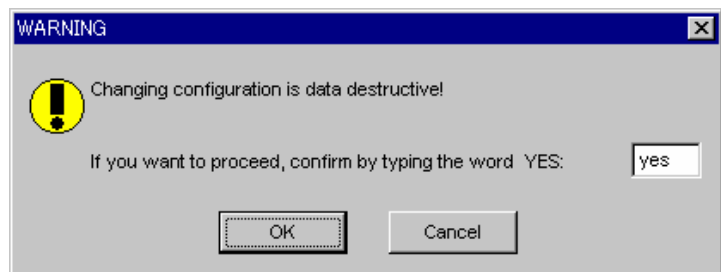 WARNING
Changing configuration is data destructive!
If you want to proceed, confirm by typing the word YES: yes
OK Cancel